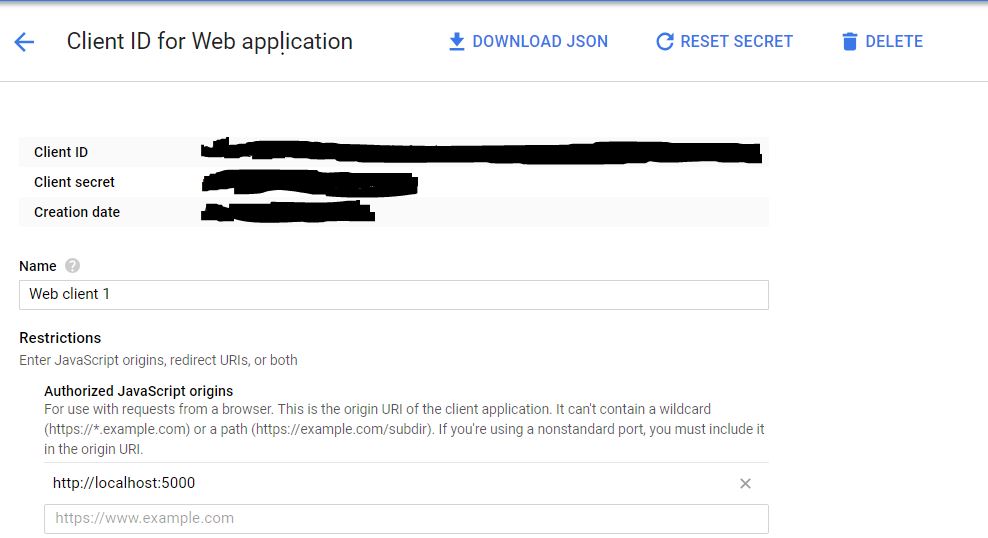 Client ID for Web application
DOWNLOAD JSON
RESET SECRET
DELETE
Client ID
Client secret
Creation date
Name ?
Web client 1
Restrictions
Enter JavaScript origins, redirect URIs, or both
Authorized JavaScript origins
For use with requests from a browser. This is the origin URI of the client application. It can't contain a wildcard
(https://*.example.com) or a path (https://example.com/subdir). If you're using a nonstandard port, you must include it
in the origin URI.
http://localhost:5000
https://www.example.com